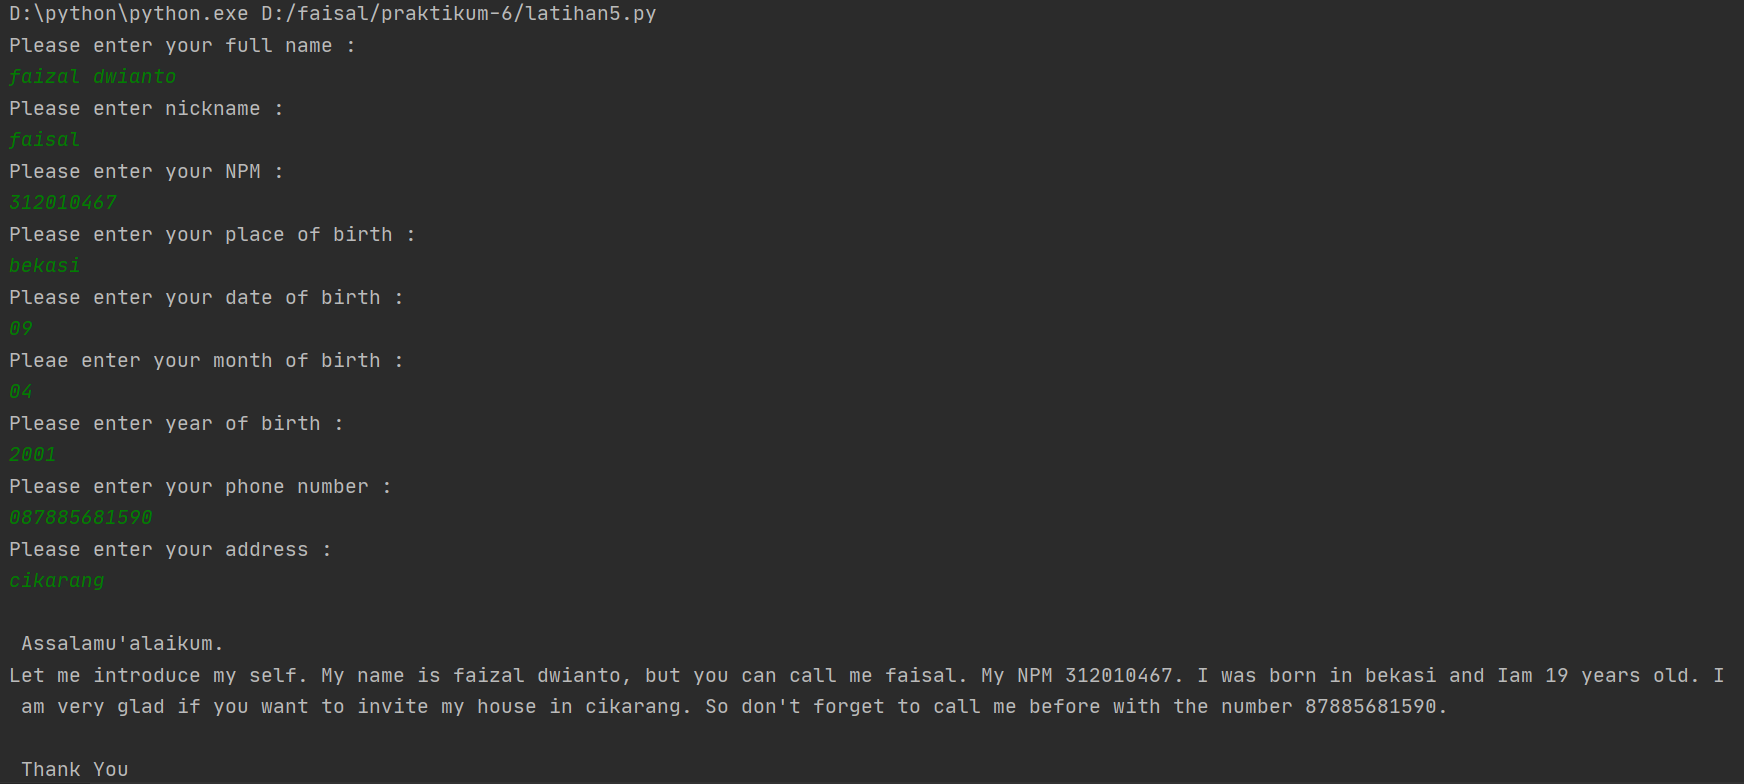 D:\python\python.exe D:/faisal/praktikum-6/latihan5.py
Please enter your full name :
faizal dwianto
Please enter nickname :
faisal
Please enter your NPM :
312010467
Please enter your place of birth :
bekasi
Please enter your date of birth :
09
Pleae enter your month of birth :
04
Please enter year of birth :
2001
Please enter your phone number :
087885681590
Please enter your address :
cikarang
Assalamu'alaikum.
Let me introduce my self. My name is faizal dwianto, but you can call me faisal. My NPM 312010467. I was born in bekasi and Iam 19 years old. I
am very glad if you want to invite my house in cikarang. So don't forget to call me before with the number 87885681590.
Thank You